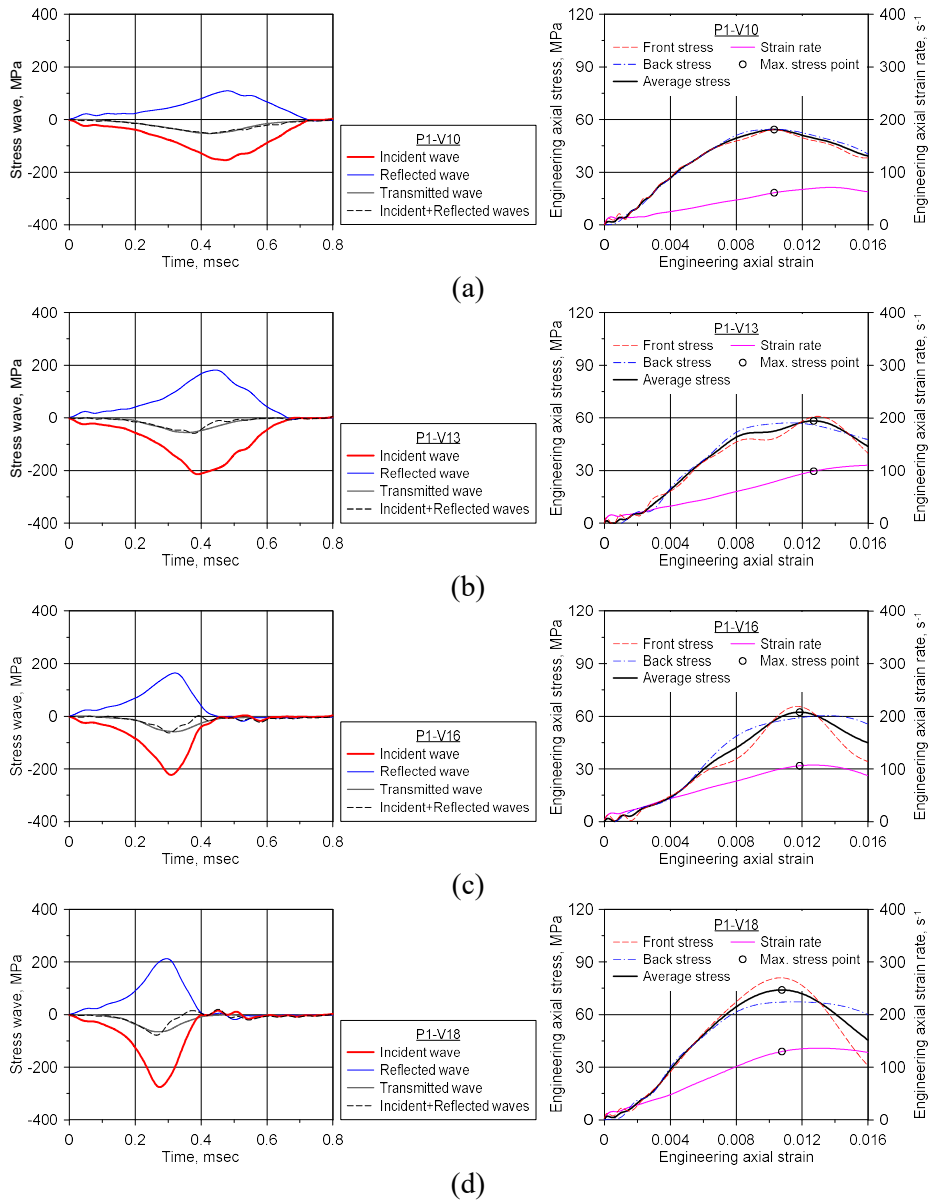 400
200
0
-200
-400
Stress wave, MPa
0
0.2
0.4
0.6
0.8
Time, msec
P1-V10
Incident wave
Reflected wave
Transmitted wave
Incident+Reflected waves
120
90
60
30
0
Engineering axial stress, MPa
P1-V10
Front stress
Strain rate
Back stress
Max. stress point
Average stress
400
300
200
100
0
Engineering axial strain rate, s-1
0
0.004
0.008
0.012
0.016
Engineering axial strain
(a)
400
200
0
-200
-400
Stress wave, MPa
0
0.2
0.4
0.6
0.8
Time, msec
P1-V13
Incident wave
Reflected wave
Transmitted wave
Incident+Reflected waves
120
90
60
30
0
Engineering axial stress, MPa
P1-V13
Front stress
Strain rate
Back stress
Max. stress point
Average stress
400
300
200
100
0
Engineering axial strain rate, s-1
0
0.004
0.008
0.012
0.016
Engineering axial strain
(b)
400
200
0
-200
-400
Stress wave, MPa
0
0.2
0.4
0.6
0.8
Time, msec
P1-V16
Incident wave
Reflected wave
Transmitted wave
Incident+Reflected waves
120
90
60
30
0
Engineering axial stress, MPa
P1-V16
Front stress
Strain rate
Back stress
Max. stress point
Average stress
400
300
200
100
0
Engineering axial strain rate, s-1
0
0.004
0.008
0.012
0.016
Engineering axial strain
(c)
400
200
0
-200
-400
Stress wave, MPa
0
0.2
0.4
0.6
0.8
Time, msec
P1-V18
Incident wave
Reflected wave
Transmitted wave
Incident+Reflected waves
120
90
60
30
0
Engineering axial stress, MPa
P1-V18
Front stress
Strain rate
Back stress
Max. stress point
Average stress
400
300
200
100
0
Engineering axial strain rate, s-1
0
0.004
0.008
0.012
0.016
Engineering axial strain
(d)